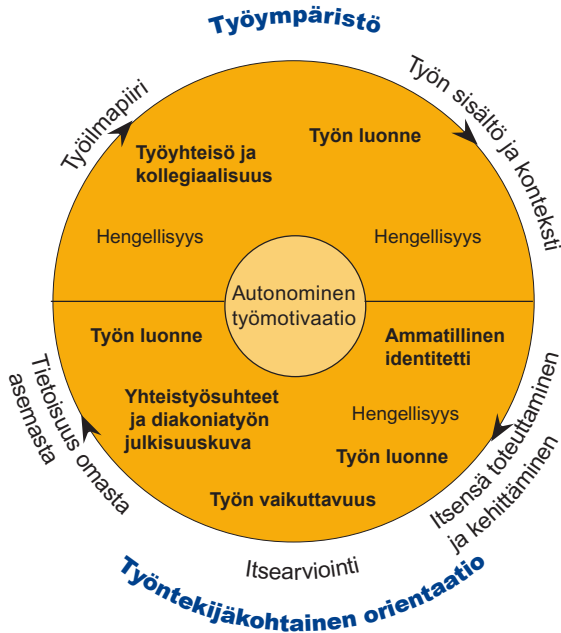 Työympäristö
Työilmapiiri
Työn sisältö ja konteksti
Työn luonne
Työyhteisö ja
kollegiaalisuus
Hengellisyys
Hengellisyys
Autonominen
työmotivaatio
Työn luonne
Ammatillinen
identitetti
Yhteistyösuhteet
ja diakoniatyön
julkisuuskuva
Hengellisyys
Työn luonne
Työn vaikuttavuus
Tietoisuus omasta
asemasta
Itsensä toteuttaminen
ja kehittäminen
Itsearviointi
Työntekijäkohtainen orientaatio